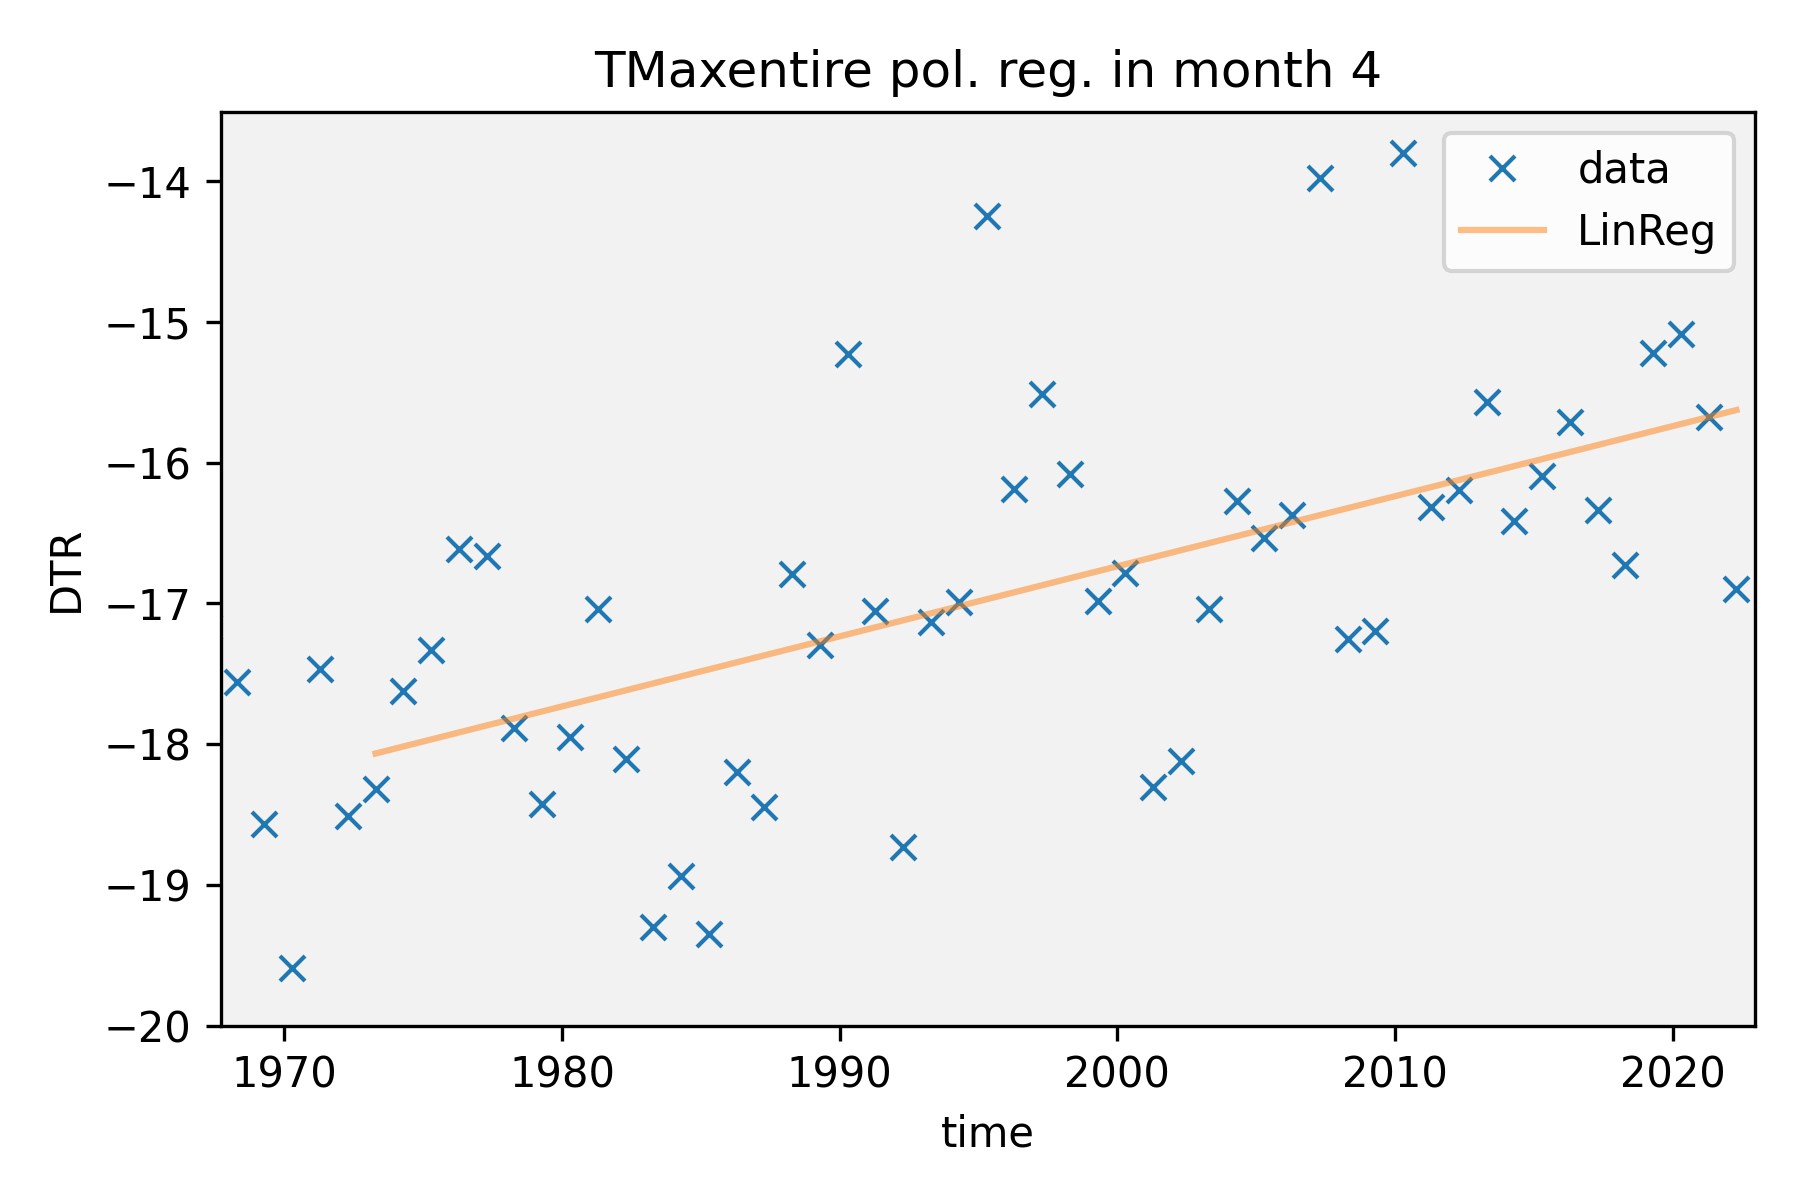 TMaxentire pol. reg. in month 4
data
LinReg
DTR
−14
−15
−16
−17
−18
−19
−20
1970 1980 1990 2000 2010 2020
time